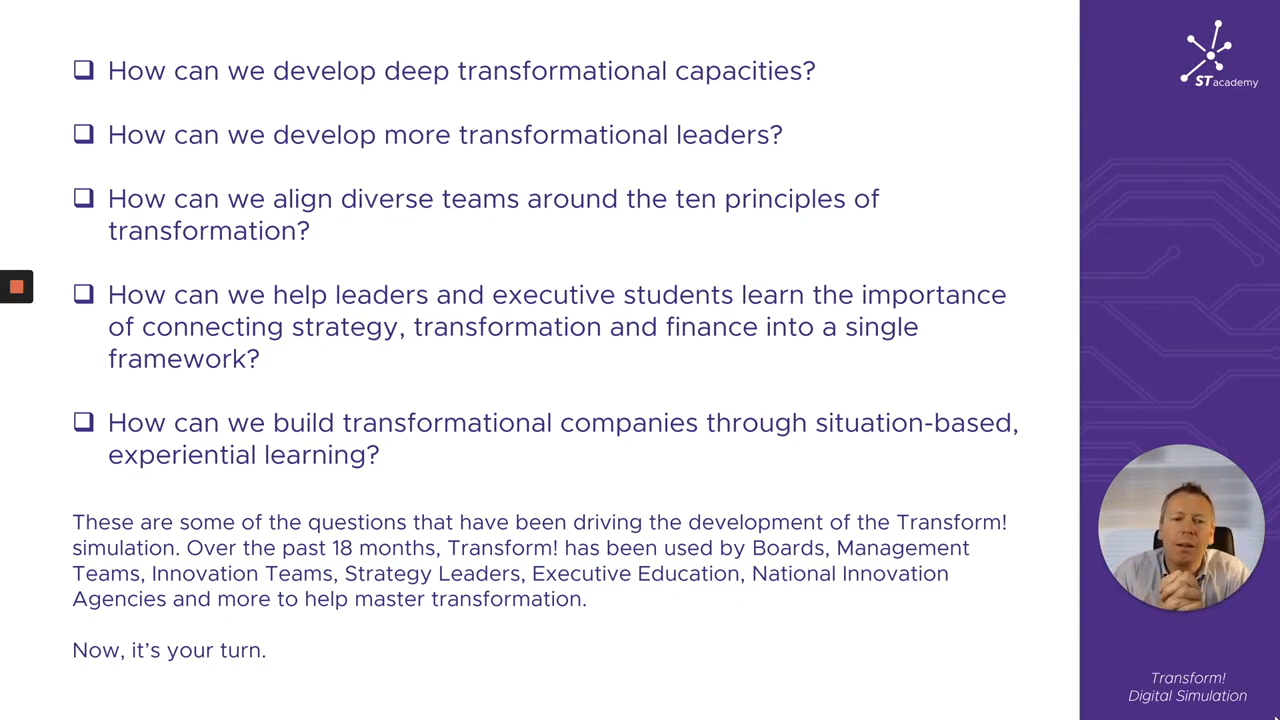 ❑ How can we develop deep transformational capacities?
❑ How can we develop more transformational leaders?
❑ How can we align diverse teams around the ten principles of
transformation?
❑ How can we help leaders and executive students learn the importance
of connecting strategy, transformation and finance into a single
framework?
❑ How can we build transformational companies through situation-based,
experiential learning?
These are some of the questions that have been driving the development of the Transform!
simulation. Over the past 18 months, Transform! has been used by Boards, Management
Teams, Innovation Teams, Strategy Leaders, Executive Education, National Innovation
Agencies and more to help master transformation.
Now, it’s your turn.
ST academy
Transform!
Digital Simulation